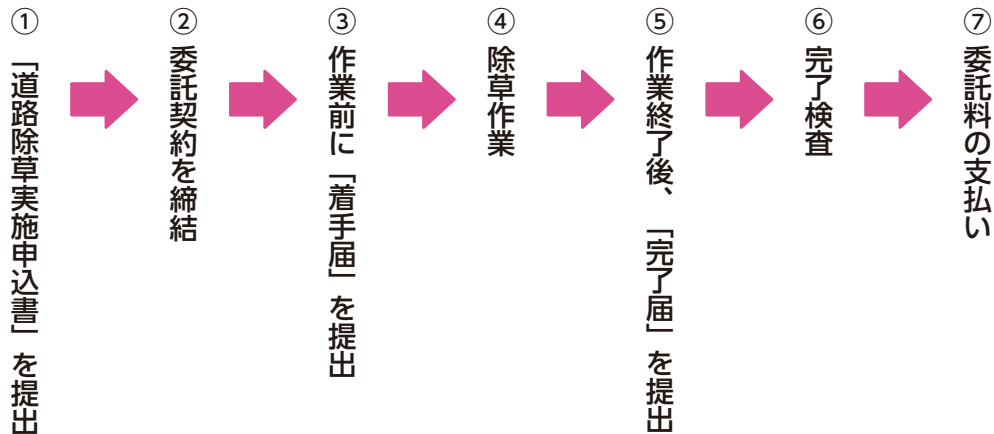 ①「道路除草実施申込書」を提出
②委託契約を締結
③作業前に「着手届」を提出
④除草作業
⑤作業終了後、「完了届」を提出
⑥完了検査
⑦委託料の支払い